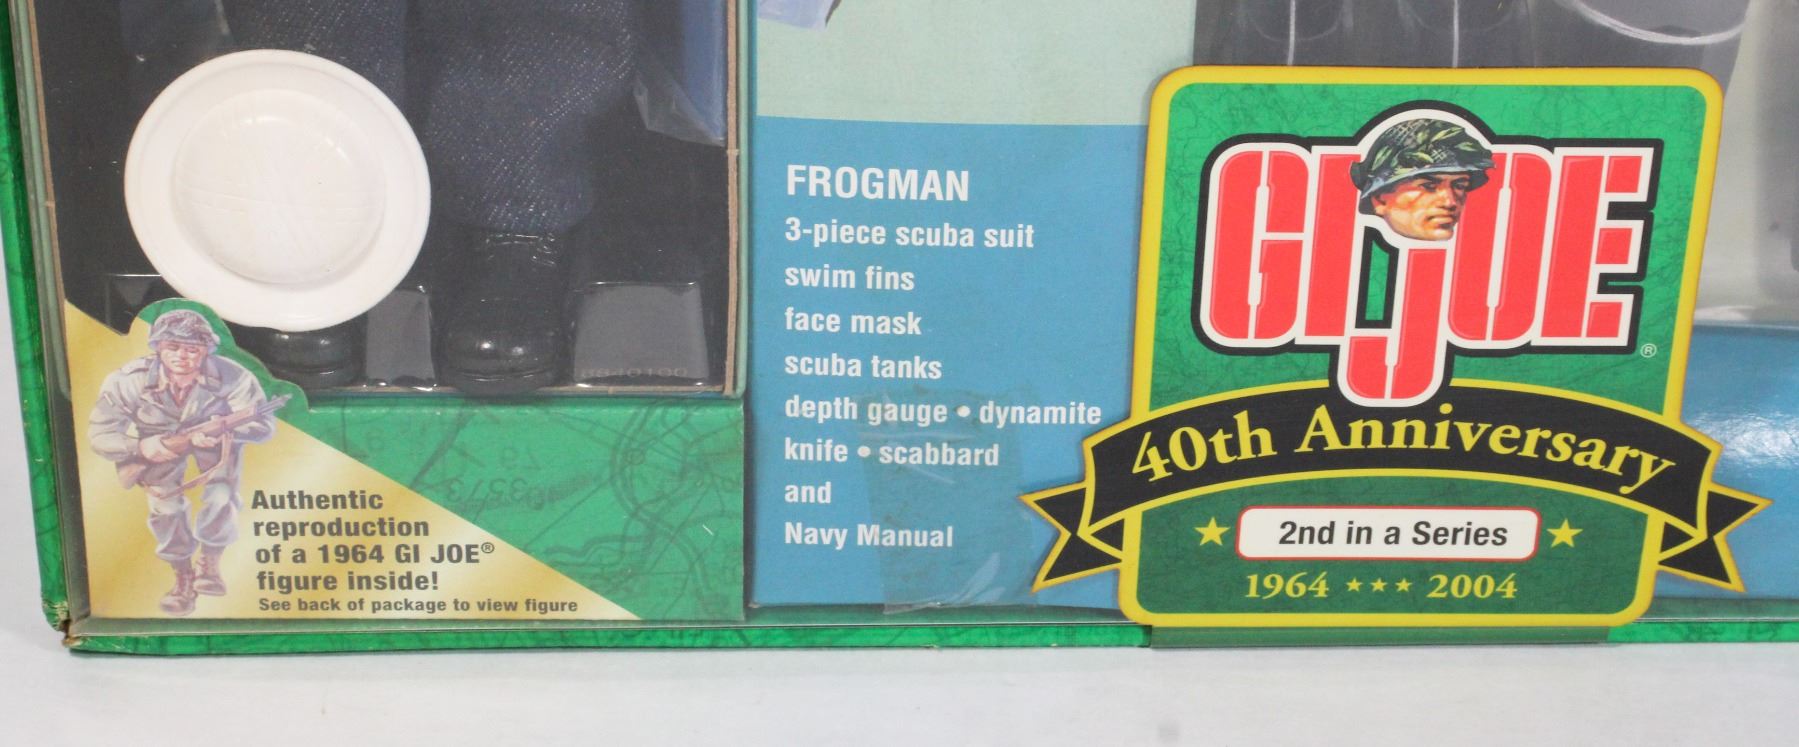 FROGMAN
3-piece scuba suit
swim fins
face mask
scuba tanks
depth gauge • dynamite
knife • scabbard
and
Navy Manual
GI JOE®
40th Anniversary
2nd in a Series
1964 ★★★ 2004
Authentic
reproduction
of a 1964 GI JOE®
figure inside!
See back of package to view figure